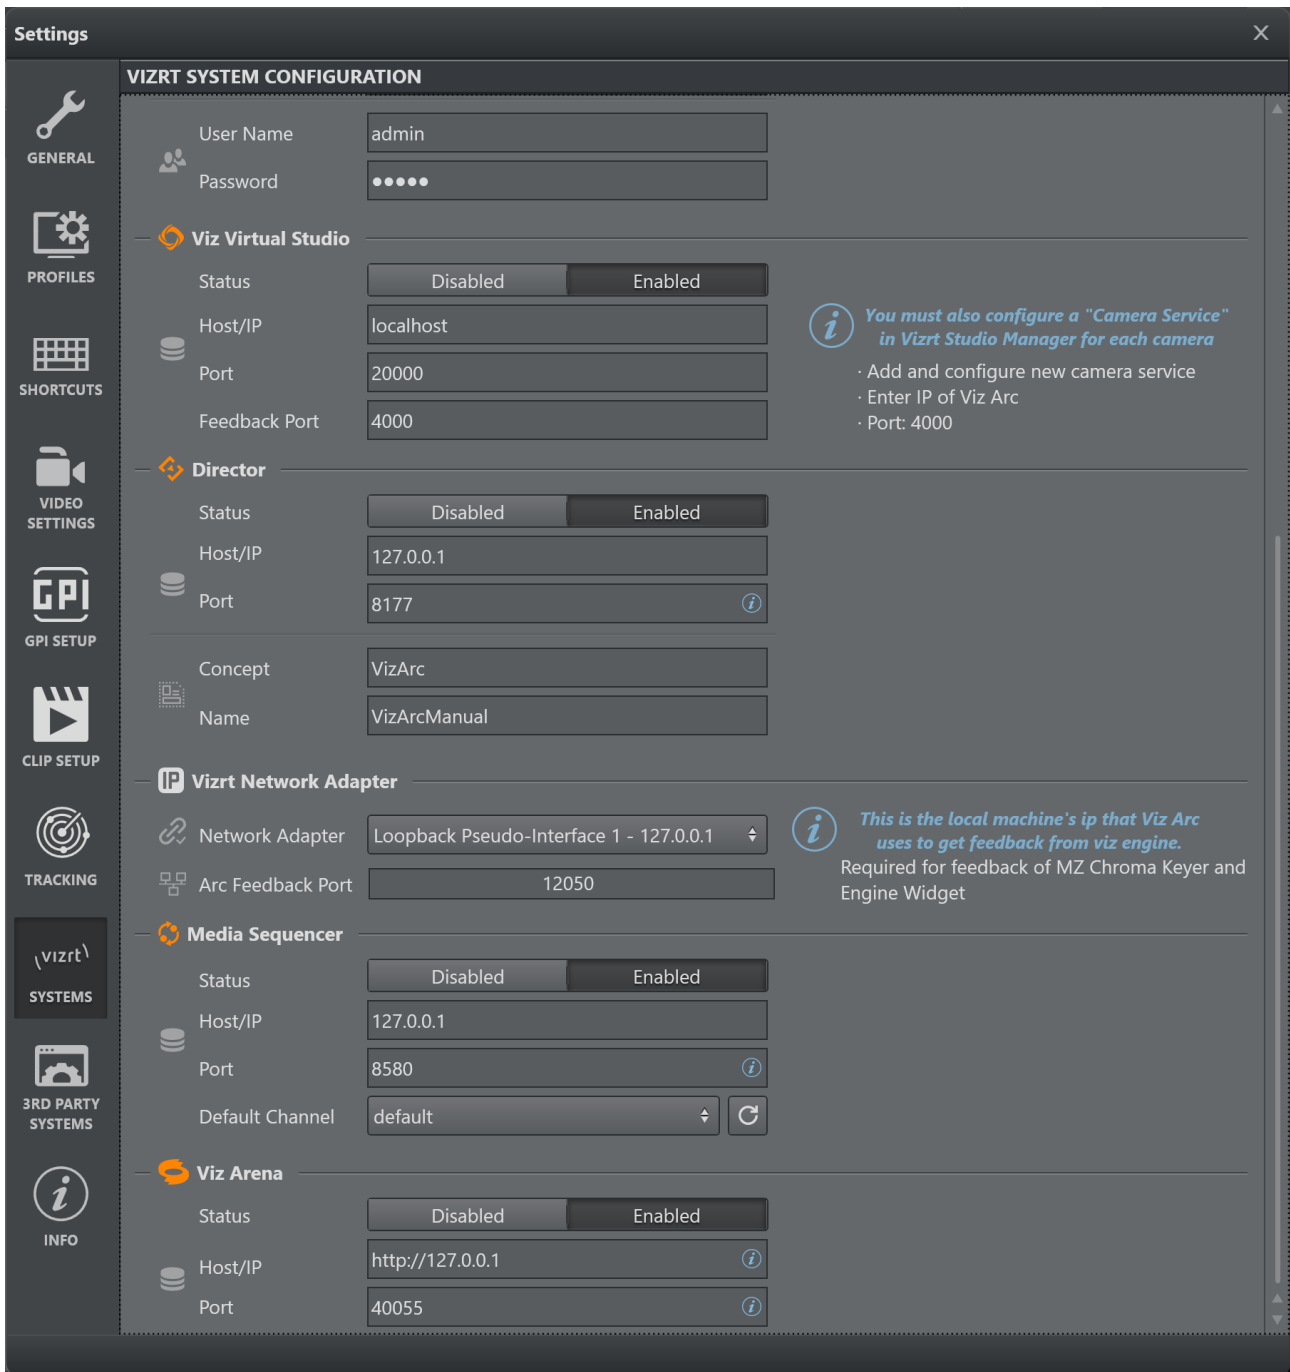 Settings
X
VIZRT SYSTEM CONFIGURATION
GENERAL
PROFILES
SHORTCUTS
VIDEO
SETTINGS
GPI
GPI SETUP
CLIP SETUP
TRACKING
vizrt
SYSTEMS
3RD PARTY
SYSTEMS
INFO
User Name admin
Password •••••
Viz Virtual Studio
Status Disabled Enabled
Host/IP localhost
Port 20000
Feedback Port 4000
You must also configure a "Camera Service"
in Vizrt Studio Manager for each camera
· Add and configure new camera service
· Enter IP of Viz Arc
· Port: 4000
Director
Status Disabled Enabled
Host/IP 127.0.0.1
Port 8177
Concept VizArc
Name VizArcManual
IP Vizrt Network Adapter
Network Adapter Loopback Pseudo-Interface 1 - 127.0.0.1
Arc Feedback Port 12050
This is the local machine's ip that Viz Arc
uses to get feedback from viz engine.
Required for feedback of MZ Chroma Keyer and
Engine Widget
Media Sequencer
Status Disabled Enabled
Host/IP 127.0.0.1
Port 8580
Default Channel default
Viz Arena
Status Disabled Enabled
Host/IP http://127.0.0.1
Port 40055